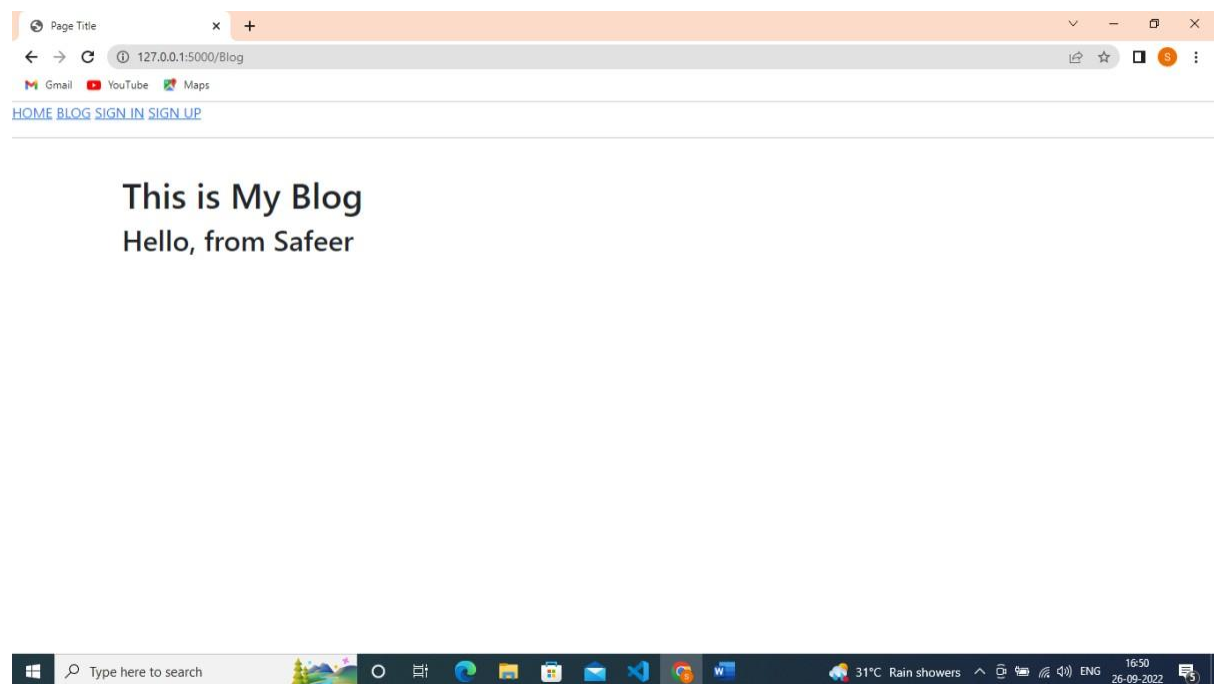 Page Title
127.0.0.1:5000/Blog
S
Gmail YouTube Maps
HOME BLOG SIGN IN SIGN UP
This is My Blog
Hello, from Safeer
Type here to search
W
31°C Rain showers
ENG
16:50
26-09-2022
5